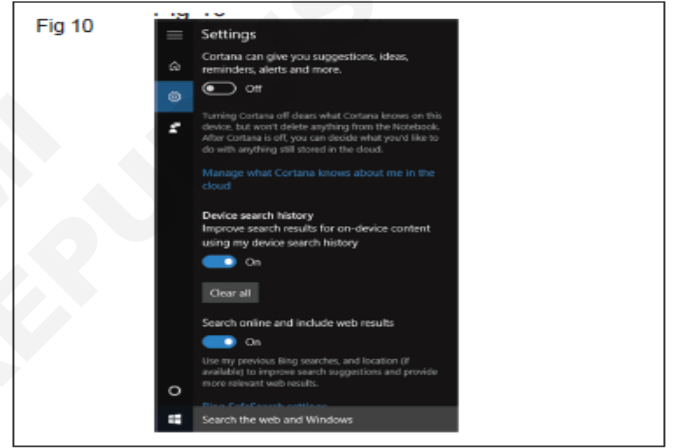 Fig 10
Settings
Cortana can give you suggestions, ideas,
reminders, alerts and more.
Off
Turning Cortana off clears what Cortana knows on this
device, but won't delete anything from the Notebook.
After Cortana is off, you can decide what you'd like to
do with anything still stored in the cloud.
Manage what Cortana knows about me in the
cloud
Device search history
Improve search results for on-device content
using my device search history
On
Clear all
Search online and include web results
On
Use my previous Bing searches, and location (if
available) to improve search suggestions and provide
more relevant web results.
Bing SafeSearch settings
Search the web and Windows